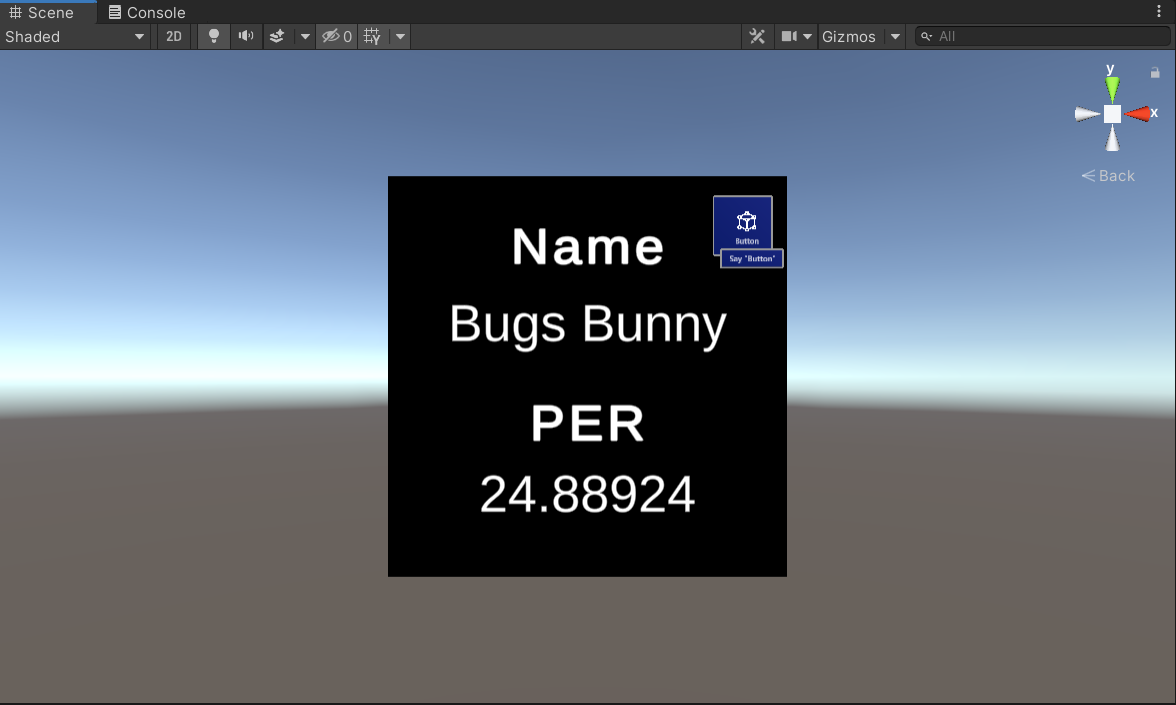 Scene Console
Shaded 2D 0 Gizmos All
y
x
Back
Name
Button
Say "Button"
Bugs Bunny
PER
24.88924